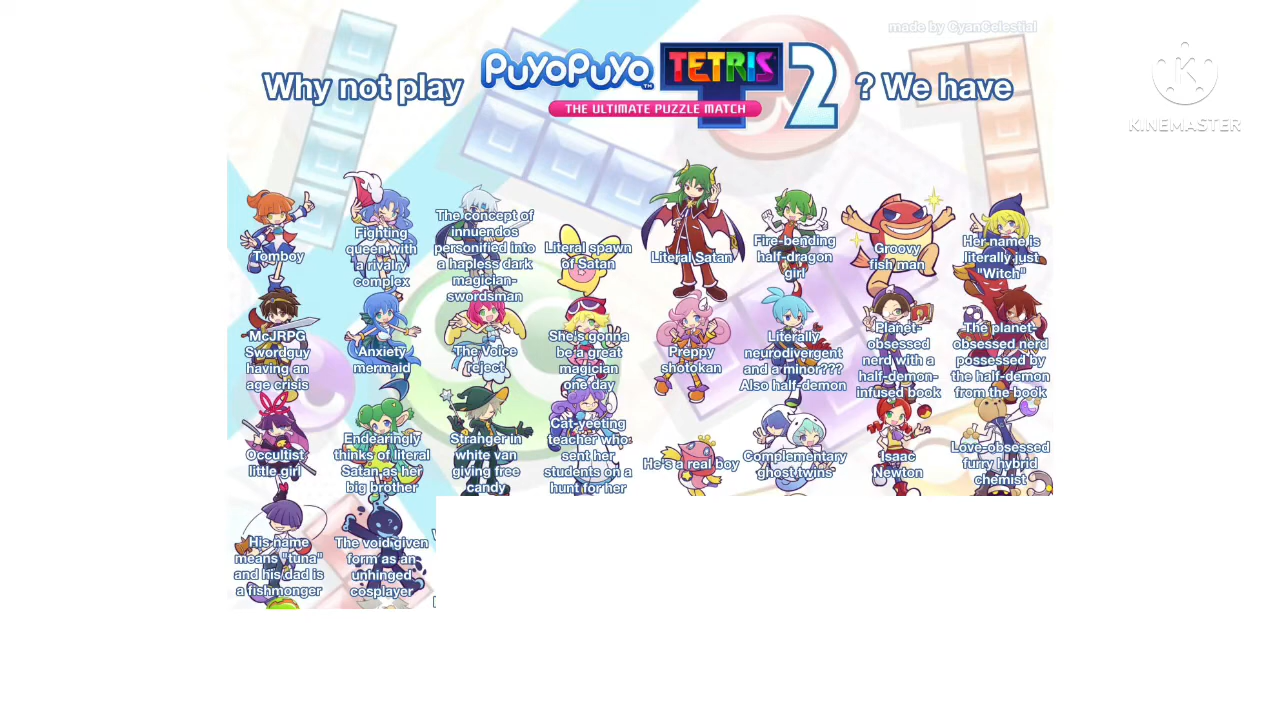 made by CyanCelestial
Why not play PUYOPUYO TETRIS 2 ? We have
TM
THE ULTIMATE PUZZLE MATCH
KINEMASTER
Tomboy
Fighting
queen with
a rivalry
complex
The concept of
innuendos
personified into
a hapless dark
magician-
swordsman
Literal spawn
of Satan
Literal Satan
Fire-bending
half-dragon
girl
Groovy
fish man
Her name is
literally just
"Witch"
McJRPG
Swordguy
having an
age crisis
Anxiety
mermaid
The Voice
reject
She's gonna
be a great
magician
one day
Preppy
shotokan
Literally
neurodivergent
and a minor???
Also half-demon
Planet-
obsessed
nerd with a
half-demon-
infused book
The planet-
obsessed nerd
possessed by
the half-demon
from the book
Occultist
little girl
Endearingly
thinks of literal
Satan as her
big brother
Stranger in
white van
giving free
candy
Cat-yeeting
teacher who
sent her
students on a
hunt for her
He's a real boy
Complementary
ghost twins
Isaac
Newton
Love-obsessed
furry hybrid
chemist
His name
means "tuna"
and his dad is
a fishmonger
The void given
form as an
unhinged
cosplayer